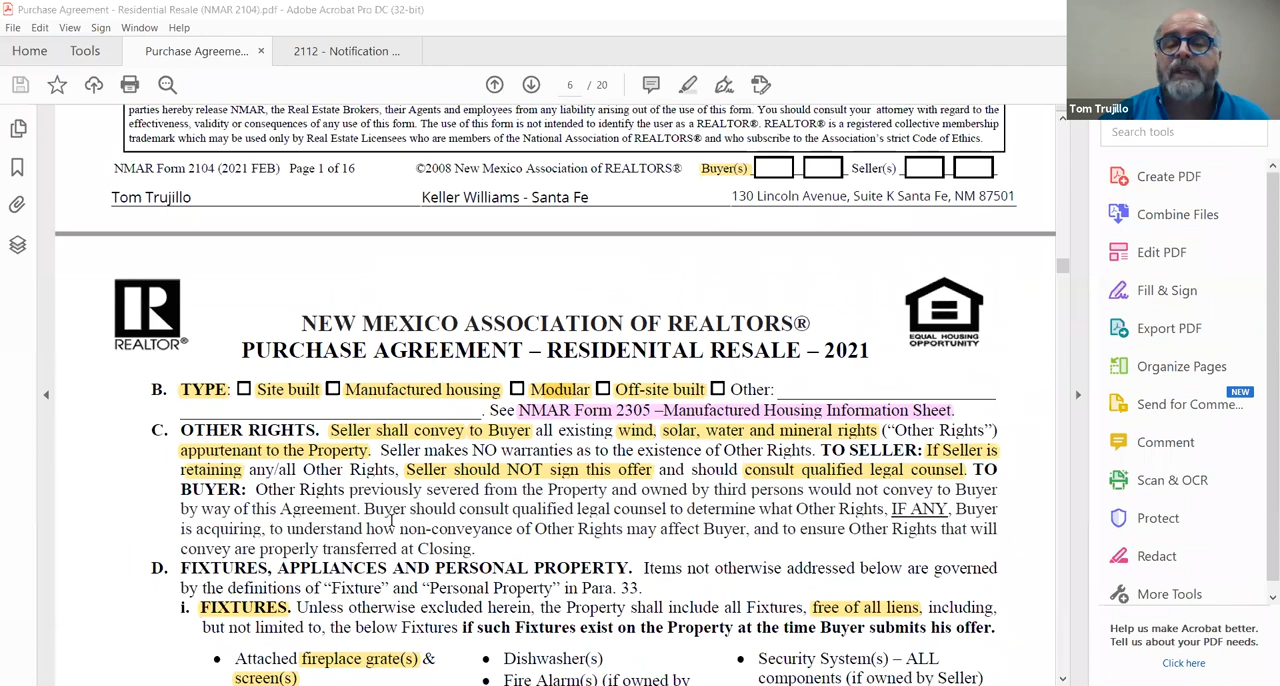 Purchase Agreement - Residential Resale (NMAR 2104).pdf - Adobe Acrobat Pro DC (32-bit)
File Edit View Sign Window Help
Home Tools Purchase Agreeme... × 2112 - Notification ...
6 / 20
Tom Trujillo
Search tools
parties hereby release NMAR, the Real Estate Brokers, their Agents and employees from any liability arising out of the use of this form. You should consult your attorney with regard to the
effectiveness, validity or consequences of any use of this form. The use of this form is not intended to identify the user as a REALTOR®. REALTOR® is a registered collective membership
trademark which may be used only by Real Estate Licensees who are members of the National Association of REALTORS® and who subscribe to the Association's strict Code of Ethics.
NMAR Form 2104 (2021 FEB) Page 1 of 16 ©2008 New Mexico Association of REALTORS® Buyer(s) Seller(s)
Tom Trujillo Keller Williams - Santa Fe 130 Lincoln Avenue, Suite K Santa Fe, NM 87501
REALTOR®
EQUAL HOUSING
OPPORTUNITY
NEW MEXICO ASSOCIATION OF REALTORS®
PURCHASE AGREEMENT – RESIDENITAL RESALE – 2021
B. TYPE: Site built Manufactured housing Modular Off-site built Other:
. See NMAR Form 2305 –Manufactured Housing Information Sheet.
C. OTHER RIGHTS. Seller shall convey to Buyer all existing wind, solar, water and mineral rights ("Other Rights")
appurtenant to the Property. Seller makes NO warranties as to the existence of Other Rights. TO SELLER: If Seller is
retaining any/all Other Rights, Seller should NOT sign this offer and should consult qualified legal counsel. TO
BUYER: Other Rights previously severed from the Property and owned by third persons would not convey to Buyer
by way of this Agreement. Buyer should consult qualified legal counsel to determine what Other Rights, IF ANY, Buyer
is acquiring, to understand how non-conveyance of Other Rights may affect Buyer, and to ensure Other Rights that will
convey are properly transferred at Closing.
D. FIXTURES, APPLIANCES AND PERSONAL PROPERTY. Items not otherwise addressed below are governed
by the definitions of "Fixture" and "Personal Property" in Para. 33.
i. FIXTURES. Unless otherwise excluded herein, the Property shall include all Fixtures, free of all liens, including,
but not limited to, the below Fixtures if such Fixtures exist on the Property at the time Buyer submits his offer.
• Attached fireplace grate(s) &
screen(s)
• Dishwasher(s)
• Fire Alarm(s) (if owned by
• Security System(s) – ALL
components (if owned by Seller)
Create PDF
Combine Files
Edit PDF
Fill & Sign
Export PDF
Organize Pages
NEW
Send for Comme...
Comment
Scan & OCR
Protect
Redact
More Tools
Help us make Acrobat better.
Tell us about your PDF needs.
Click here